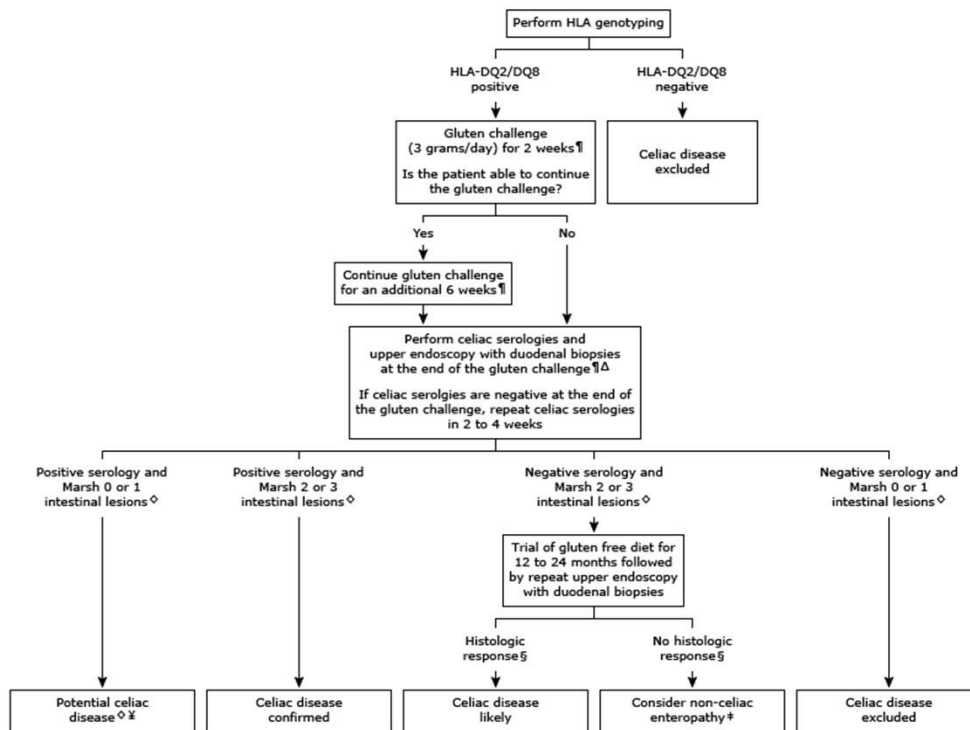 Perform HLA genotyping
HLA-DQ2/DQ8
positive
HLA-DQ2/DQ8
negative
Gluten challenge
(3 grams/day) for 2 weeks¶
Is the patient able to continue
the gluten challenge?
Celiac disease
excluded
Yes
No
Continue gluten challenge
for an additional 6 weeks¶
Perform celiac serologies and
upper endoscopy with duodenal biopsies
at the end of the gluten challenge¶Δ
If celiac serolgies are negative at the end of
the gluten challenge, repeat celiac serologies
in 2 to 4 weeks
Positive serology and
Marsh 0 or 1
intestinal lesions◊
Positive serology and
Marsh 2 or 3
intestinal lesions◊
Negative serology and
Marsh 2 or 3
intestinal lesions◊
Negative serology and
Marsh 0 or 1
intestinal lesions◊
Trial of gluten free diet for
12 to 24 months followed
by repeat upper endoscopy
with duodenal biopsies
Histologic
response§
No histologic
response§
Potential celiac
disease◊¥
Celiac disease
confirmed
Celiac disease
likely
Consider non-celiac
enteropathy‡
Celiac disease
excluded